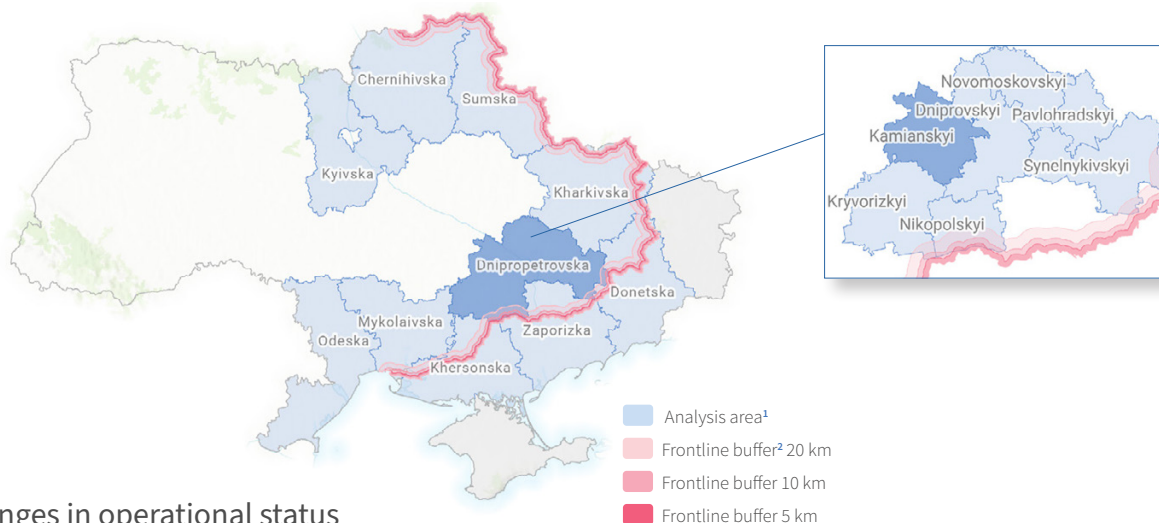 Chernihivska
Sumska
Kyivska
Kharkivska
Dnipropetrovska
Donetska
Mykolaivska
Zaporizka
Odeska
Khersonska
Novomoskovskyi
Dniprovskyi
Pavlohradskyi
Kamianskyi
Synelnykivskyi
Kryvorizkyi
Nikopolskyi
Analysis area¹
Frontline buffer² 20 km
Frontline buffer 10 km
Frontline buffer 5 km
nges in operational status